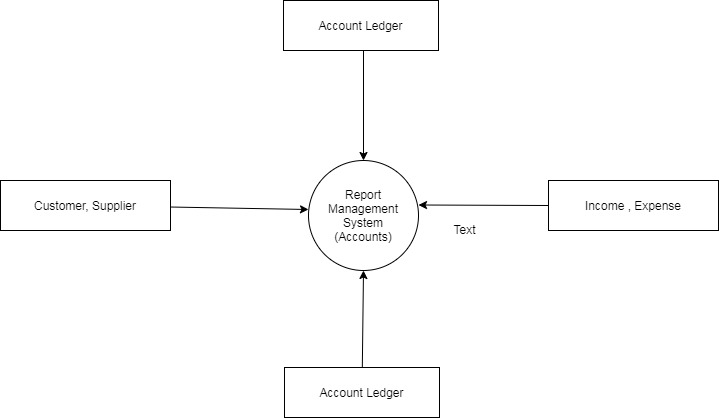 Account Ledger
Customer, Supplier
Report
Management
System
(Accounts)
Income , Expense
Text
Account Ledger